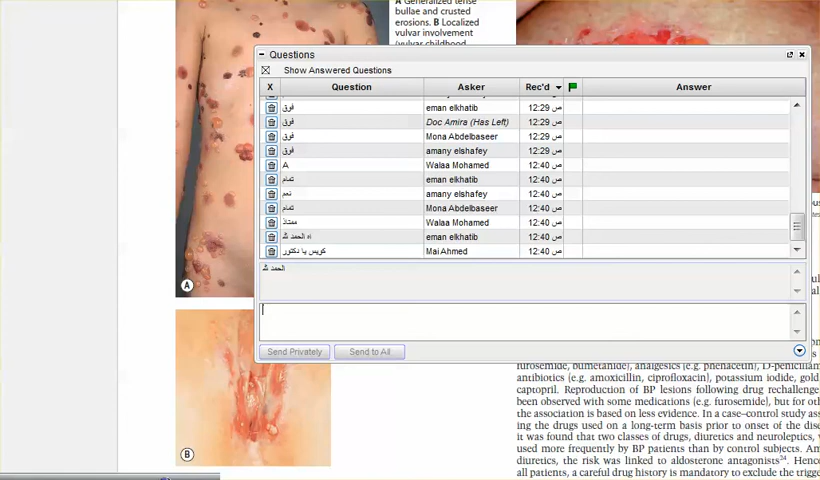 A Generalized tense
bullae and crusted
erosions. B Localized
vulvar involvement
(vulvar childhood
Questions
Show Answered Questions
X Question Asker Rec'd Answer
فوق eman elkhatib 12:29 ص
فوق Doc Amira (Has Left) 12:29 ص
فوق Mona Abdelbaseer 12:29 ص
فوق amany elshafey 12:29 ص
A Walaa Mohamed 12:40 ص
تمام eman elkhatib 12:40 ص
نعم amany elshafey 12:40 ص
تمام Mona Abdelbaseer 12:40 ص
ممتاز Walaa Mohamed 12:40 ص
اه الحمد لله eman elkhatib 12:40 ص
كويس يا دكتور Mai Ahmed 12:40 ص
الحمد لله
Send Privately Send to All
A
B
furosemide, bumetanide), analgesics (e.g. phenacetin), D-penicillam
antibiotics (e.g. amoxicillin, ciprofloxacin), potassium iodide, gold
captopril. Reproduction of BP lesions following drug rechalleng
been observed with some medications (e.g. furosemide), but for oth
the association is based on less evidence. In a case–control study ass
ing the drugs used on a long-term basis prior to onset of the dise
it was found that two classes of drugs, diuretics and neuroleptics, w
used more frequently by BP patients than by control subjects. Am
diuretics, the risk was linked to aldosterone antagonists24. Hence
all patients, a careful drug history is mandatory to exclude the trigge